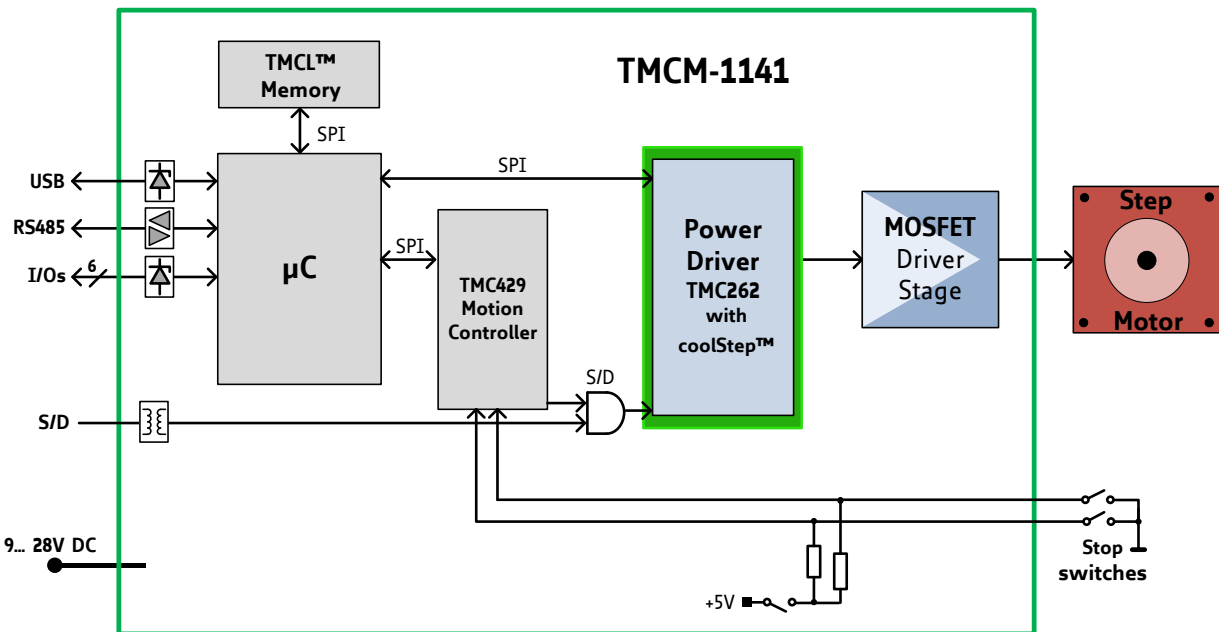 TMCM-1141
TMCL™
Memory
SPI
USB
RS485
I/Os
6
µC
SPI
SPI
TMC429
Motion
Controller
Power
Driver
TMC262
with
coolStep™
MOSFET
Driver
Stage
Step
Motor
S/D
S/D
9... 28V DC
+5V
Stop
switches